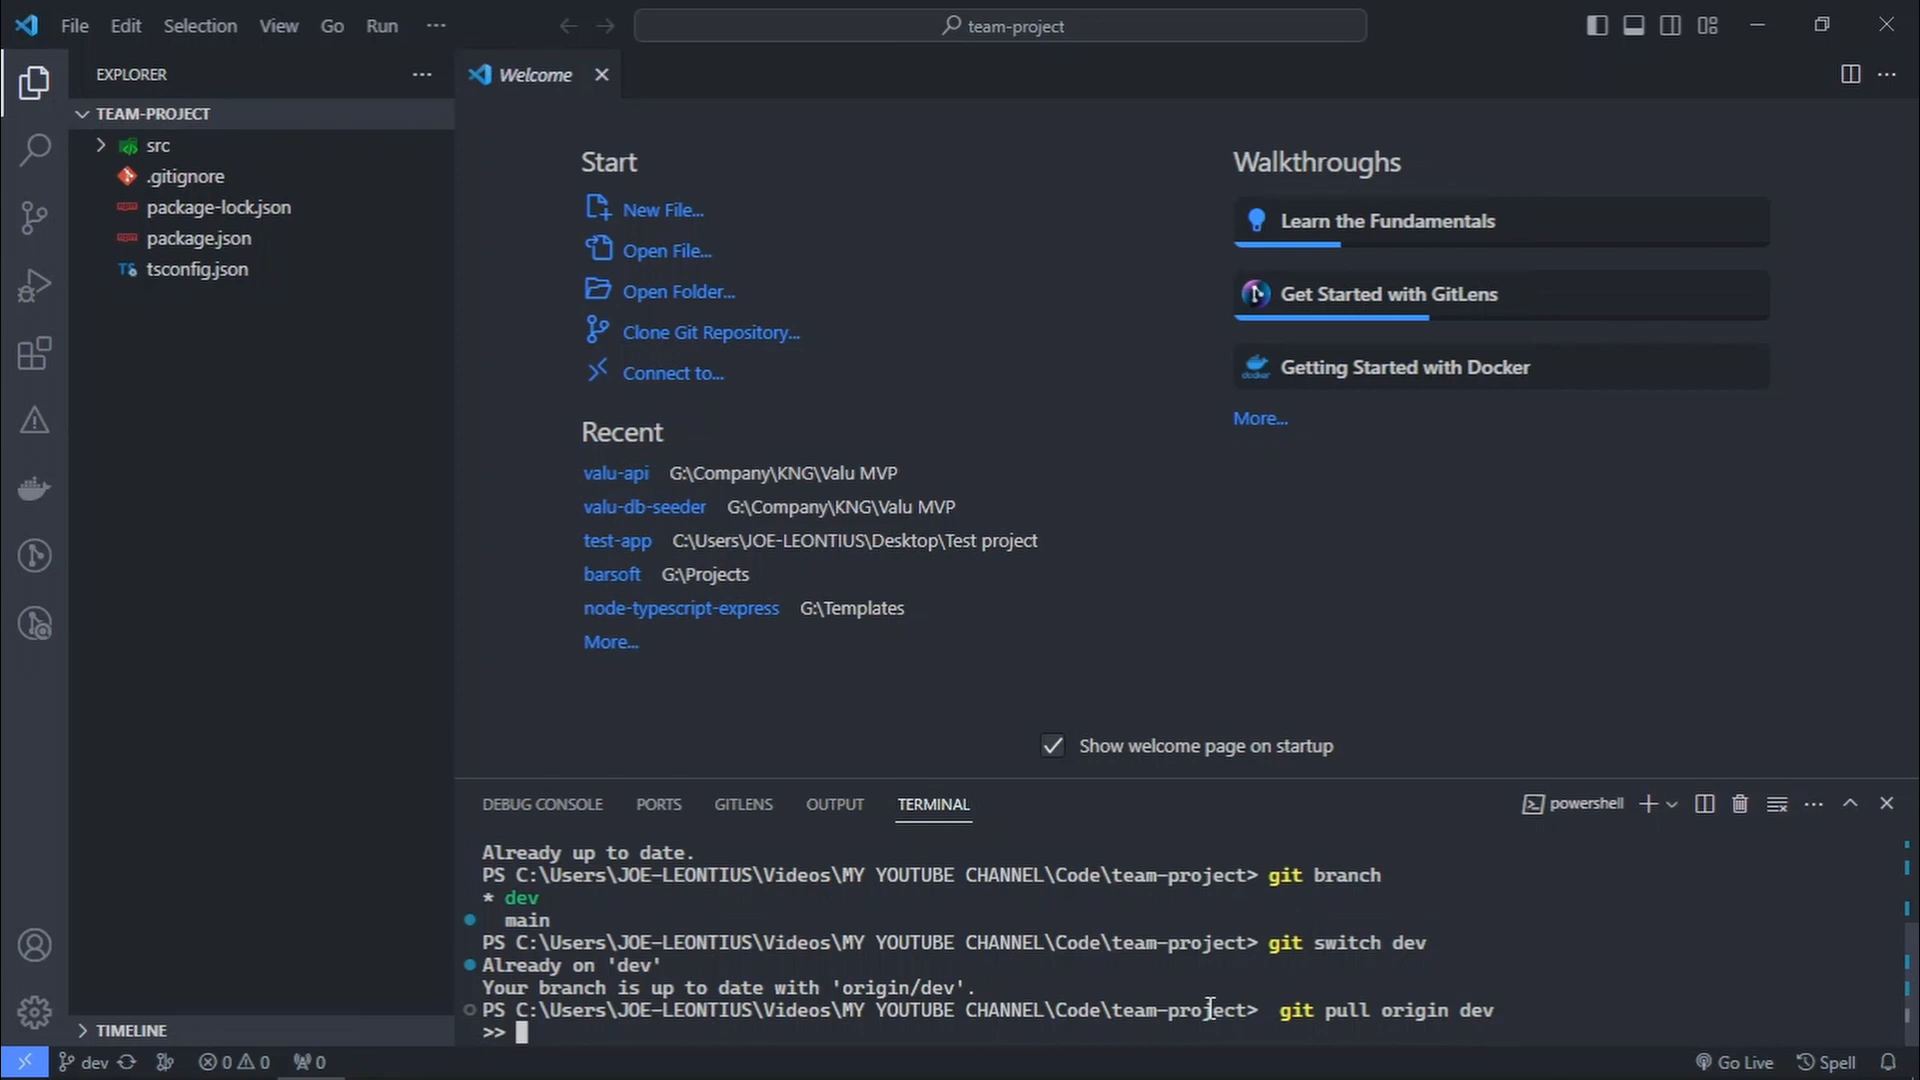 File Edit Selection View Go Run ···
team-project
EXPLORER ···
Welcome
TEAM-PROJECT
src
.gitignore
package-lock.json
package.json
TS tsconfig.json
Start
New File...
Open File...
Open Folder...
Clone Git Repository...
Connect to...
Recent
valu-api G:\Company\KNG\Valu MVP
valu-db-seeder G:\Company\KNG\Valu MVP
test-app C:\Users\JOE-LEONTIUS\Desktop\Test project
barsoft G:\Projects
node-typescript-express G:\Templates
More...
Walkthroughs
Learn the Fundamentals
Get Started with GitLens
docker Getting Started with Docker
More...
Show welcome page on startup
DEBUG CONSOLE PORTS GITLENS OUTPUT TERMINAL
powershell
Already up to date.
PS C:\Users\JOE-LEONTIUS\Videos\MY YOUTUBE CHANNEL\Code\team-project> git branch
* dev
main
PS C:\Users\JOE-LEONTIUS\Videos\MY YOUTUBE CHANNEL\Code\team-project> git switch dev
Already on 'dev'
Your branch is up to date with 'origin/dev'.
PS C:\Users\JOE-LEONTIUS\Videos\MY YOUTUBE CHANNEL\Code\team-project>  git pull origin dev
>>
TIMELINE
dev 0 0 0
Go Live Spell